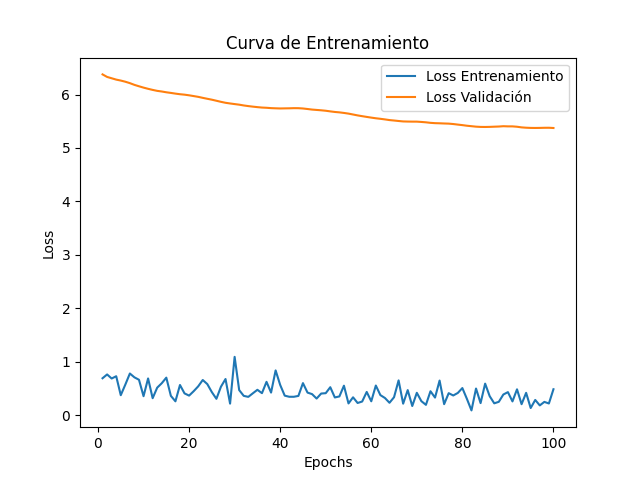 Curva de Entrenamiento
Loss Entrenamiento
Loss Validación
Loss
6
5
4
3
2
1
0
0 20 40 60 80 100
Epochs